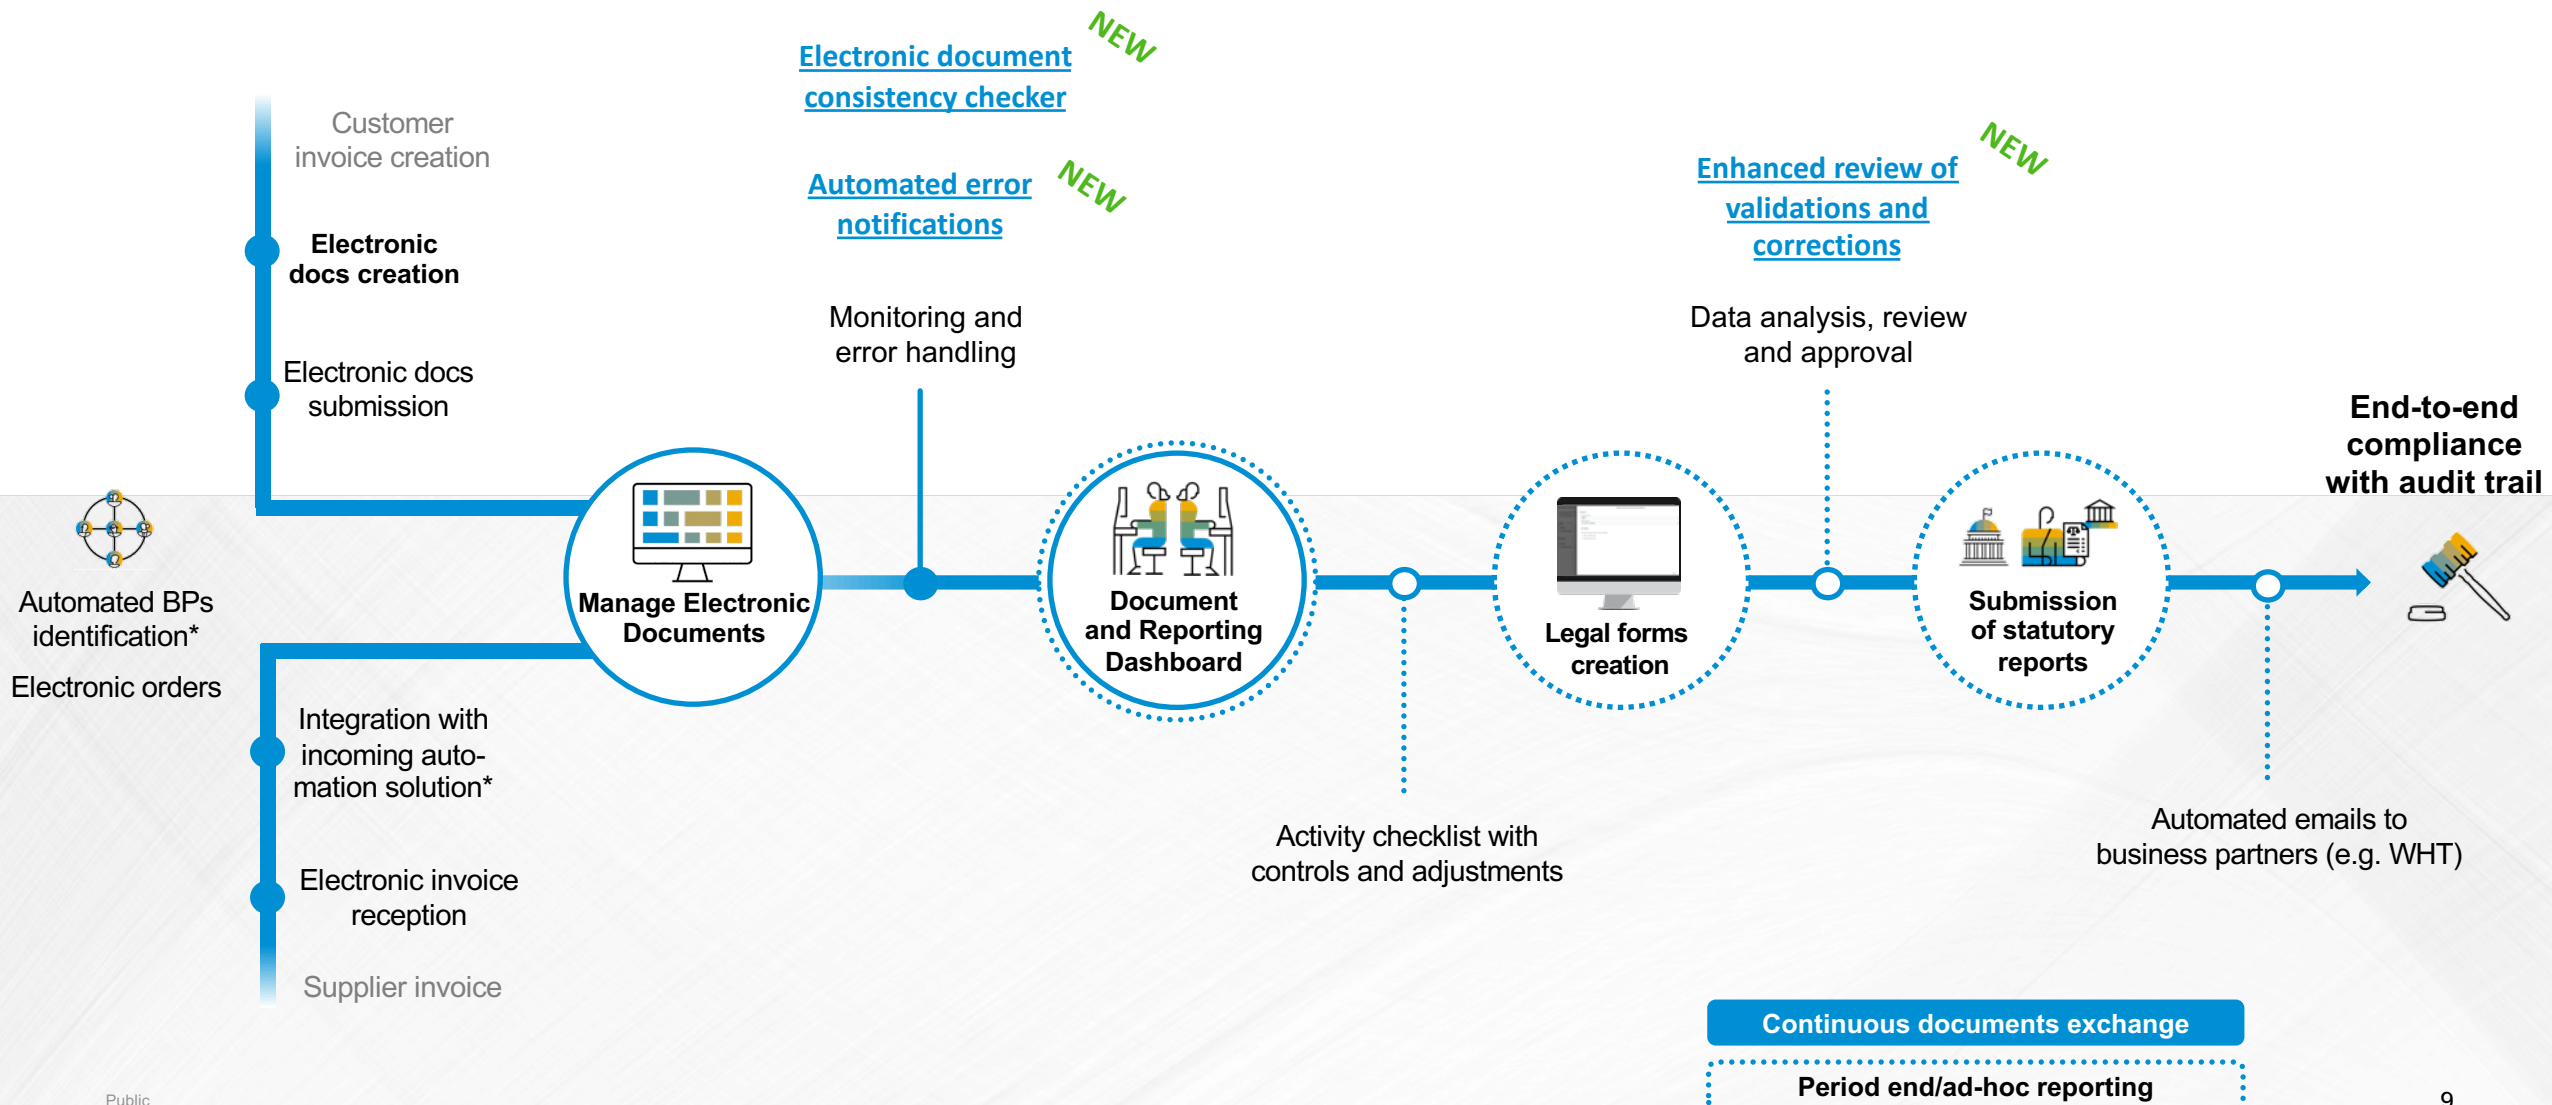 Electronic document
consistency checker
NEW
Automated error
notifications
NEW
Enhanced review of
validations and
corrections
NEW
Customer
invoice creation
Electronic
docs creation
Electronic docs
submission
Monitoring and
error handling
Data analysis, review
and approval
End-to-end
compliance
with audit trail
Automated BPs
identification*
Electronic orders
Manage Electronic
Documents
Document
and Reporting
Dashboard
Legal forms
creation
Submission
of statutory
reports
Integration with
incoming auto-
mation solution*
Electronic invoice
reception
Supplier invoice
Activity checklist with
controls and adjustments
Automated emails to
business partners (e.g. WHT)
Continuous documents exchange
Period end/ad-hoc reporting
Public
9